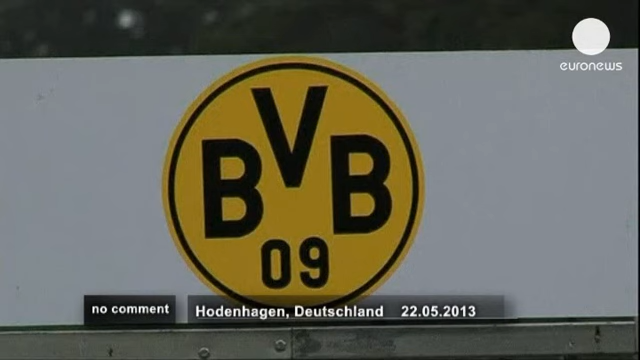 euronews
BVB
09
no comment
Hodenhagen, Deutschland 22.05.2013